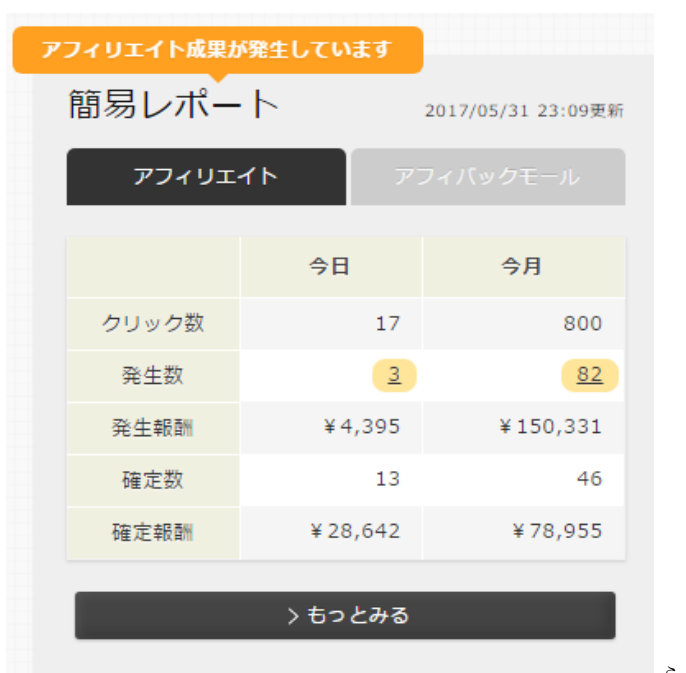 アフィリエイト成果が発生しています
簡易レポート 2017/05/31 23:09更新
アフィリエイト アフィバックモール
今日 今月
クリック数 17 800
発生数 3 82
発生報酬 ¥4,395 ¥150,331
確定数 13 46
確定報酬 ¥28,642 ¥78,955
> もっとみる